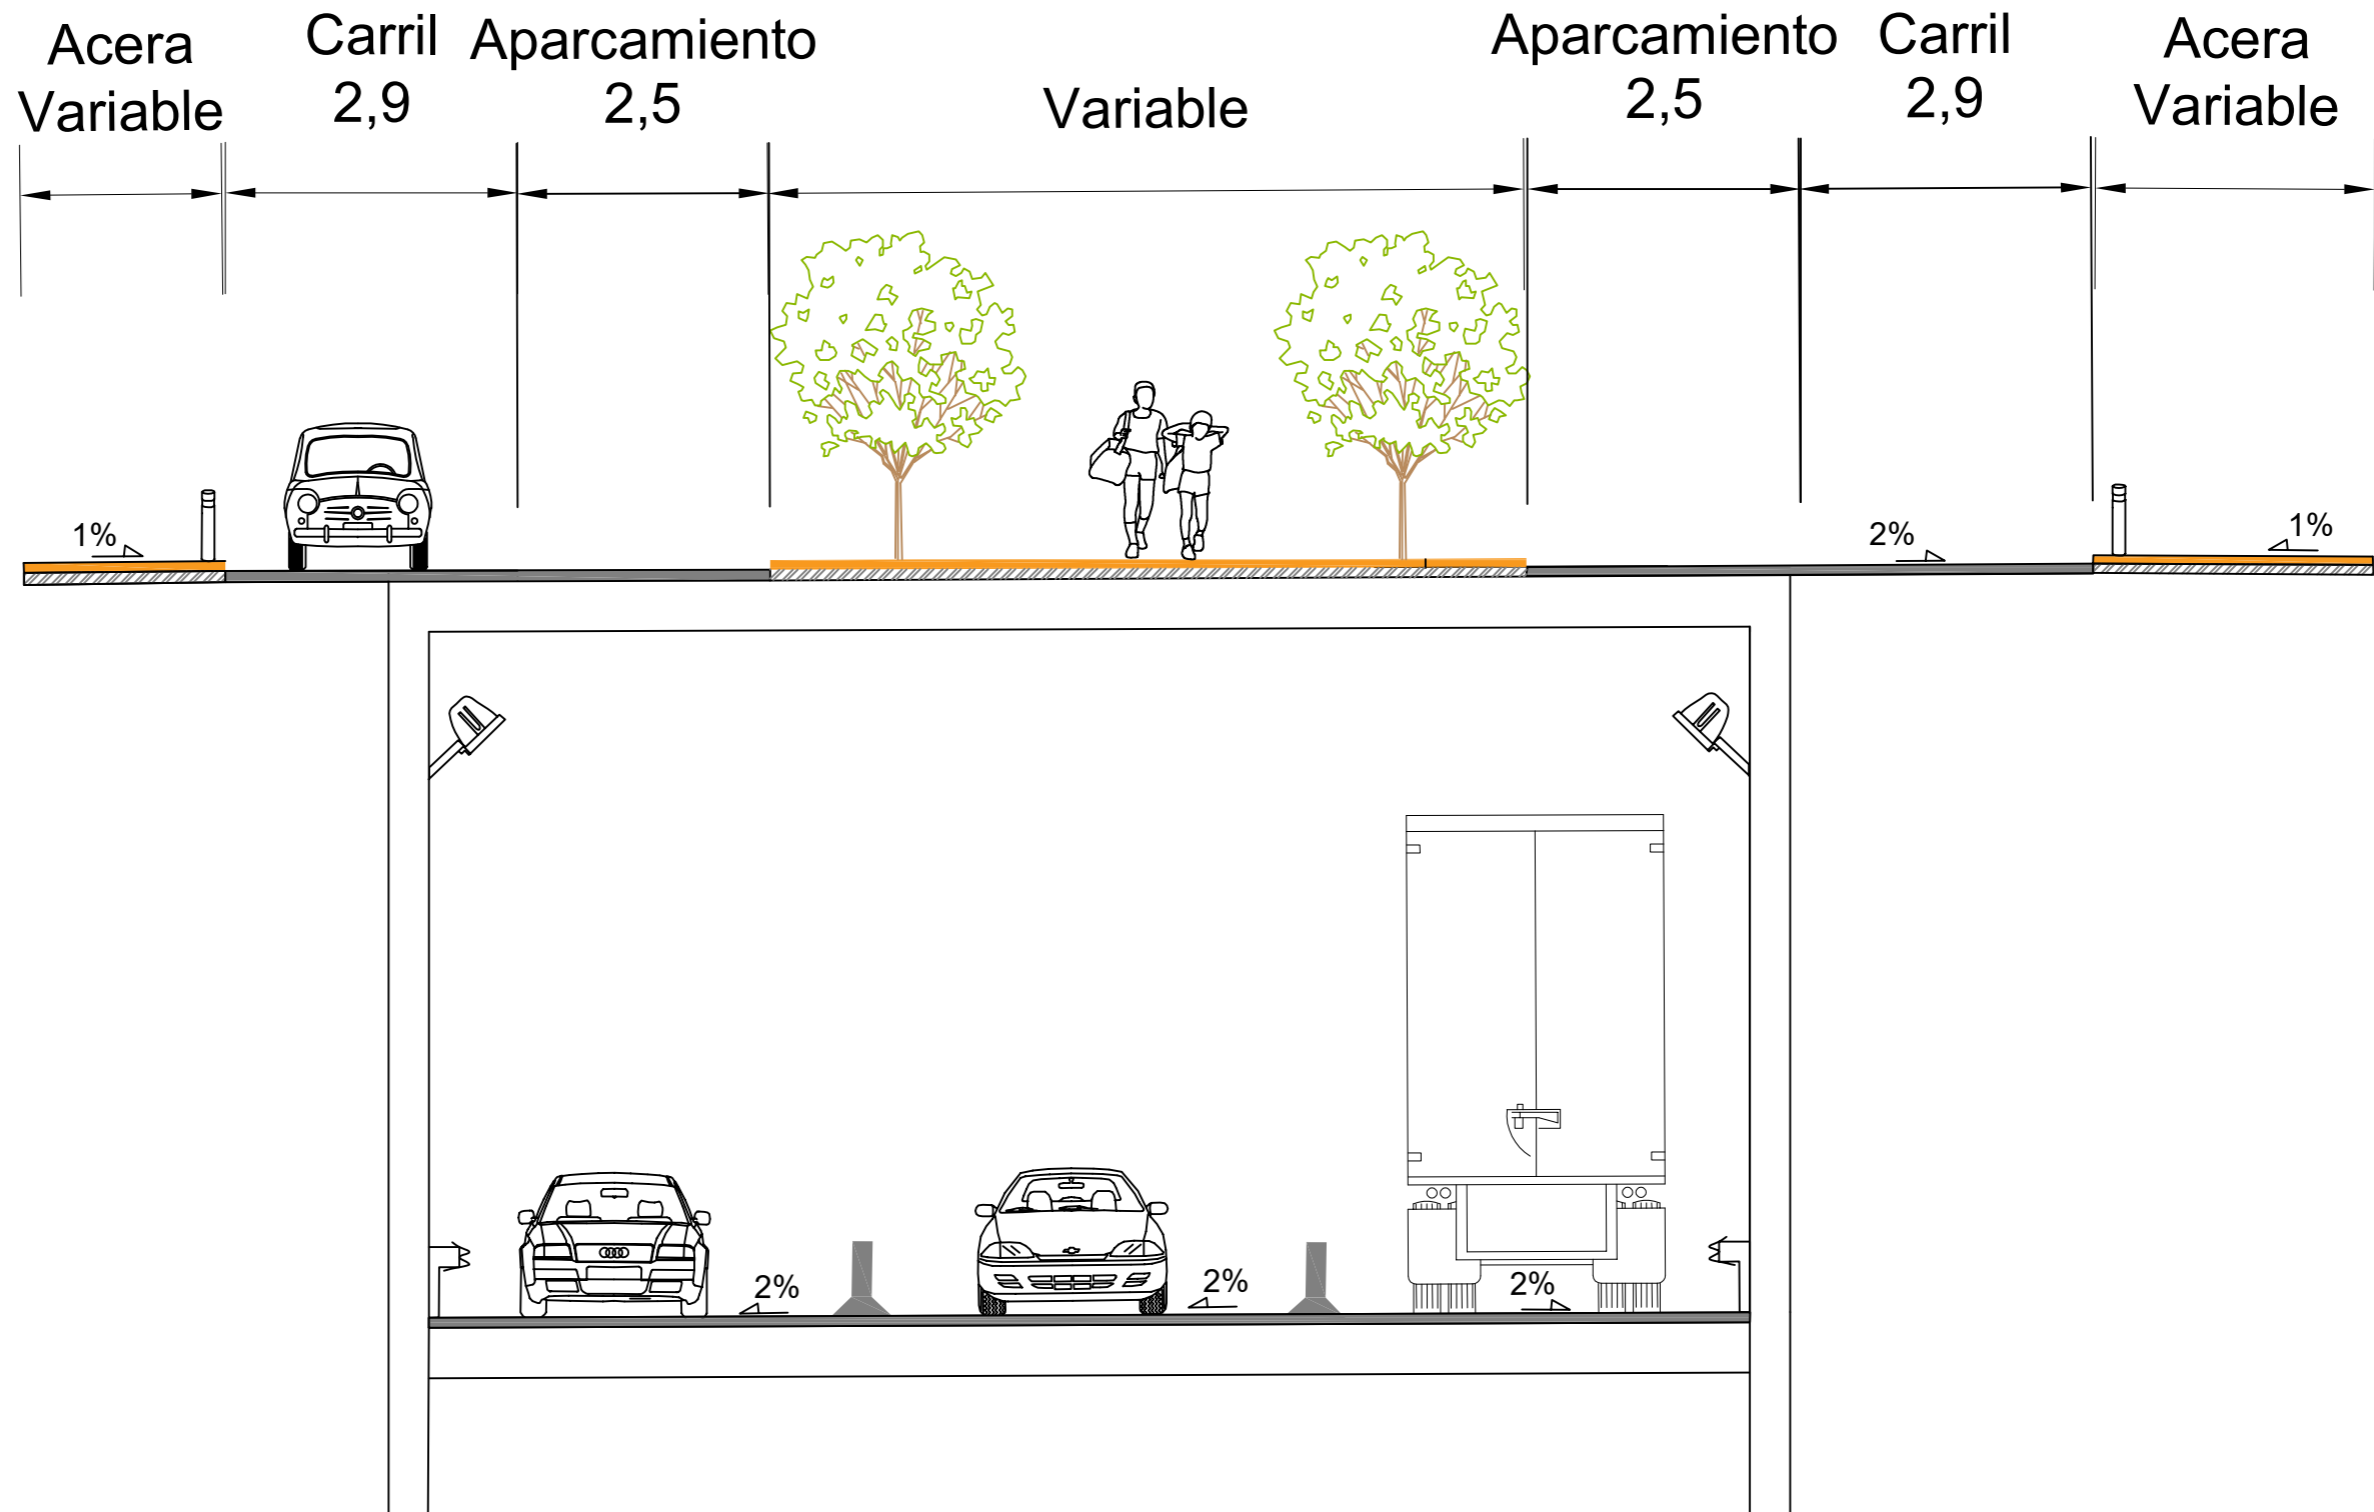 Acera
Variable
Carril
2,9
Aparcamiento
2,5
Variable
Aparcamiento
2,5
Carril
2,9
Acera
Variable
1%
2%
1%
2%
2%
2%